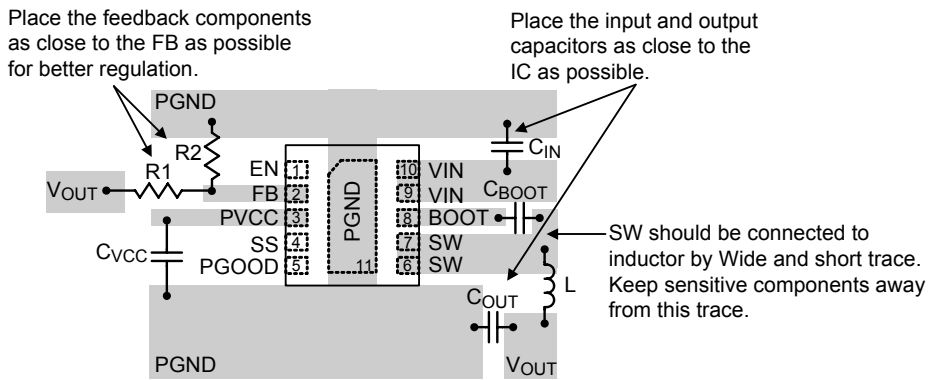 Place the feedback components
as close to the FB as possible
for better regulation.
Place the input and output
capacitors as close to the
IC as possible.
PGND
R2
R1
VOUT
CIN
CBOOT
EN 1
FB 2
PVCC 3
SS 4
PGOOD 5
PGND
11
10 VIN
9 VIN
8 BOOT
7 SW
6 SW
CVCC
SW should be connected to
inductor by Wide and short trace.
Keep sensitive components away
from this trace.
L
COUT
PGND
VOUT